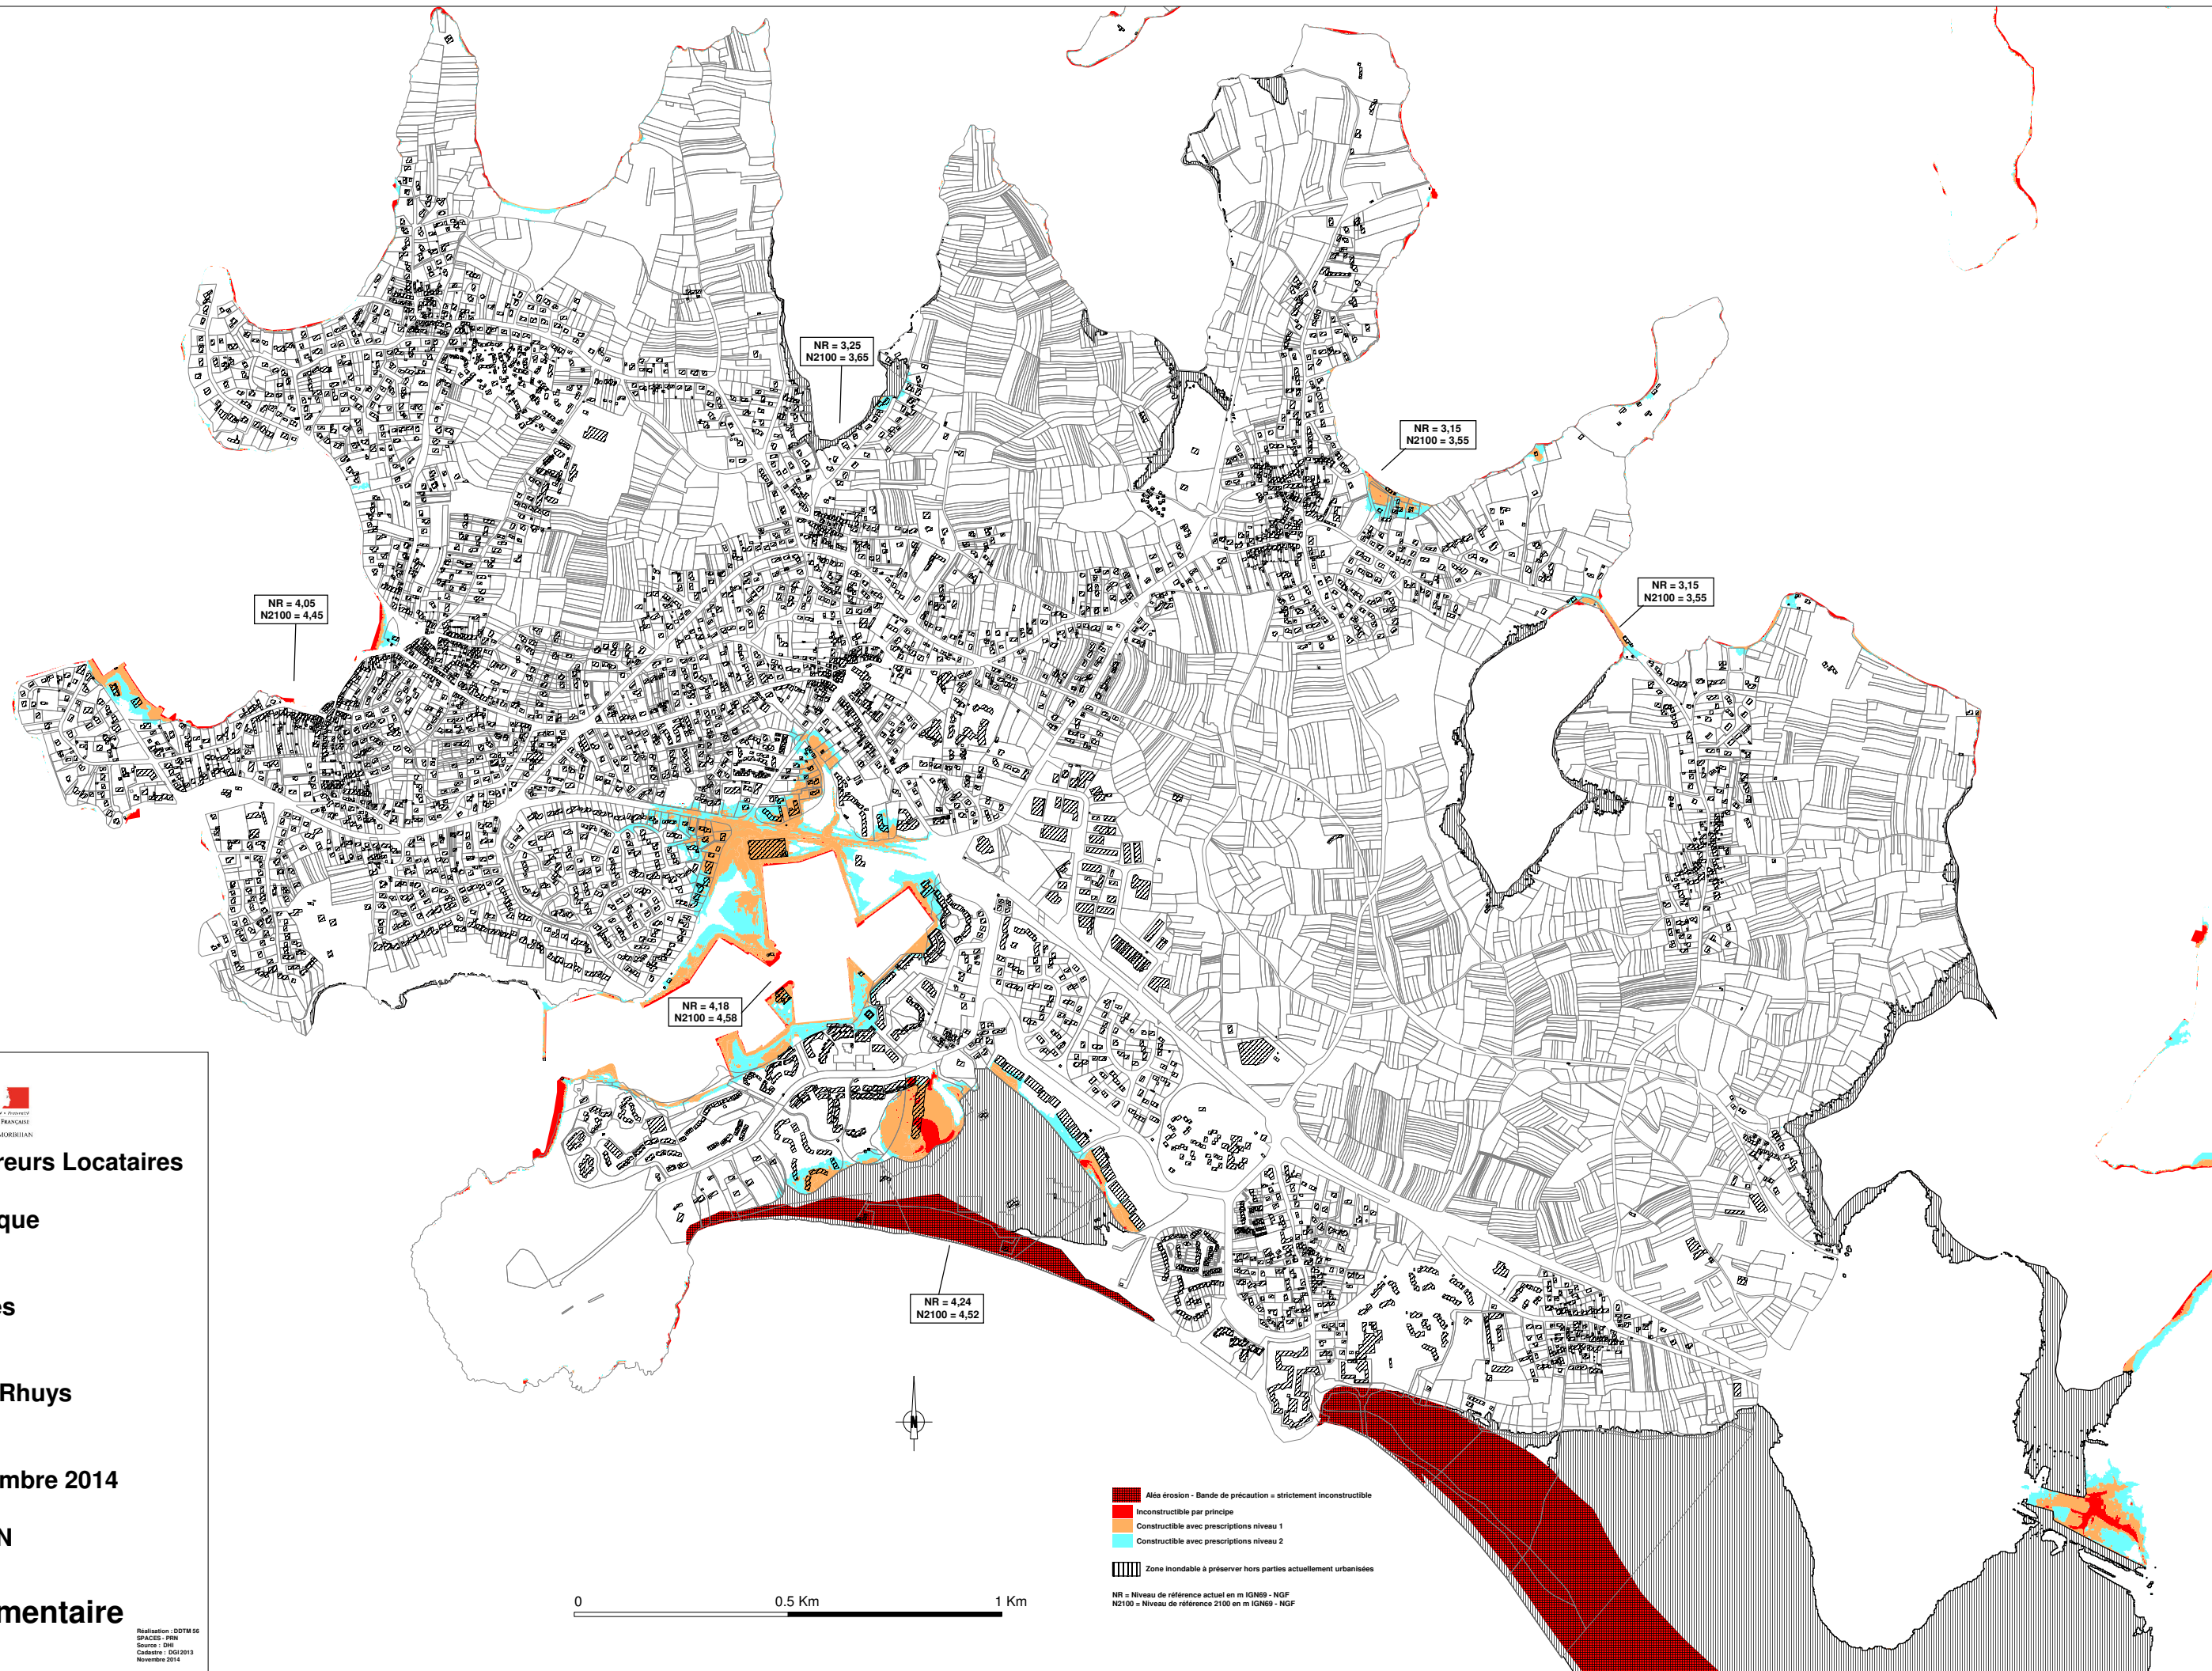 NR = 3,25
N2100 = 3,65
NR = 3,15
N2100 = 3,55
NR = 3,15
N2100 = 3,55
NR = 4,05
N2100 = 4,45
NR = 4,18
N2100 = 4,58
NR = 4,24
N2100 = 4,52
FRANÇAISE
MORBIHAN
reurs Locataires
que
es
Rhuys
mbre 2014
N
mentaire
Réalisation : DDTM 56
SPACES - PRN
Source : DHI
Cadastre : DGI 2013
Novembre 2014
N
0 0.5 Km 1 Km
Aléa érosion - Bande de précaution = strictement inconstructible
Inconstructible par principe
Constructible avec prescriptions niveau 1
Constructible avec prescriptions niveau 2
Zone inondable à préserver hors parties actuellement urbanisées
NR = Niveau de référence actuel en m IGN69 - NGF
N2100 = Niveau de référence 2100 en m IGN69 - NGF